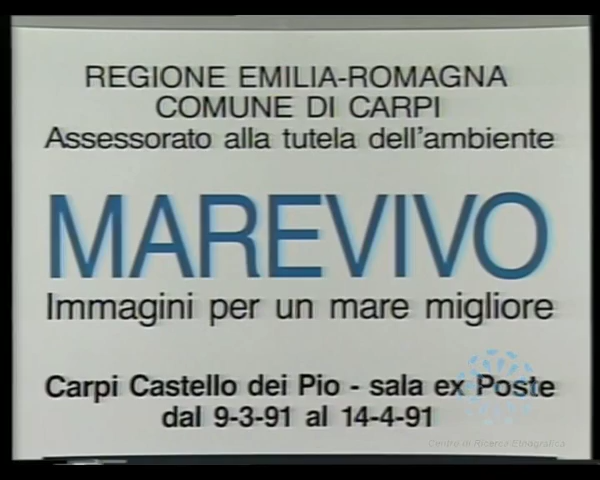 REGIONE EMILIA-ROMAGNA
COMUNE DI CARPI
Assessorato alla tutela dell'ambiente
MAREVIVO
Immagini per un mare migliore
Carpi Castello dei Pio - sala ex Poste
dal 9-3-91 al 14-4-91
Centro di Ricerca Etnografica